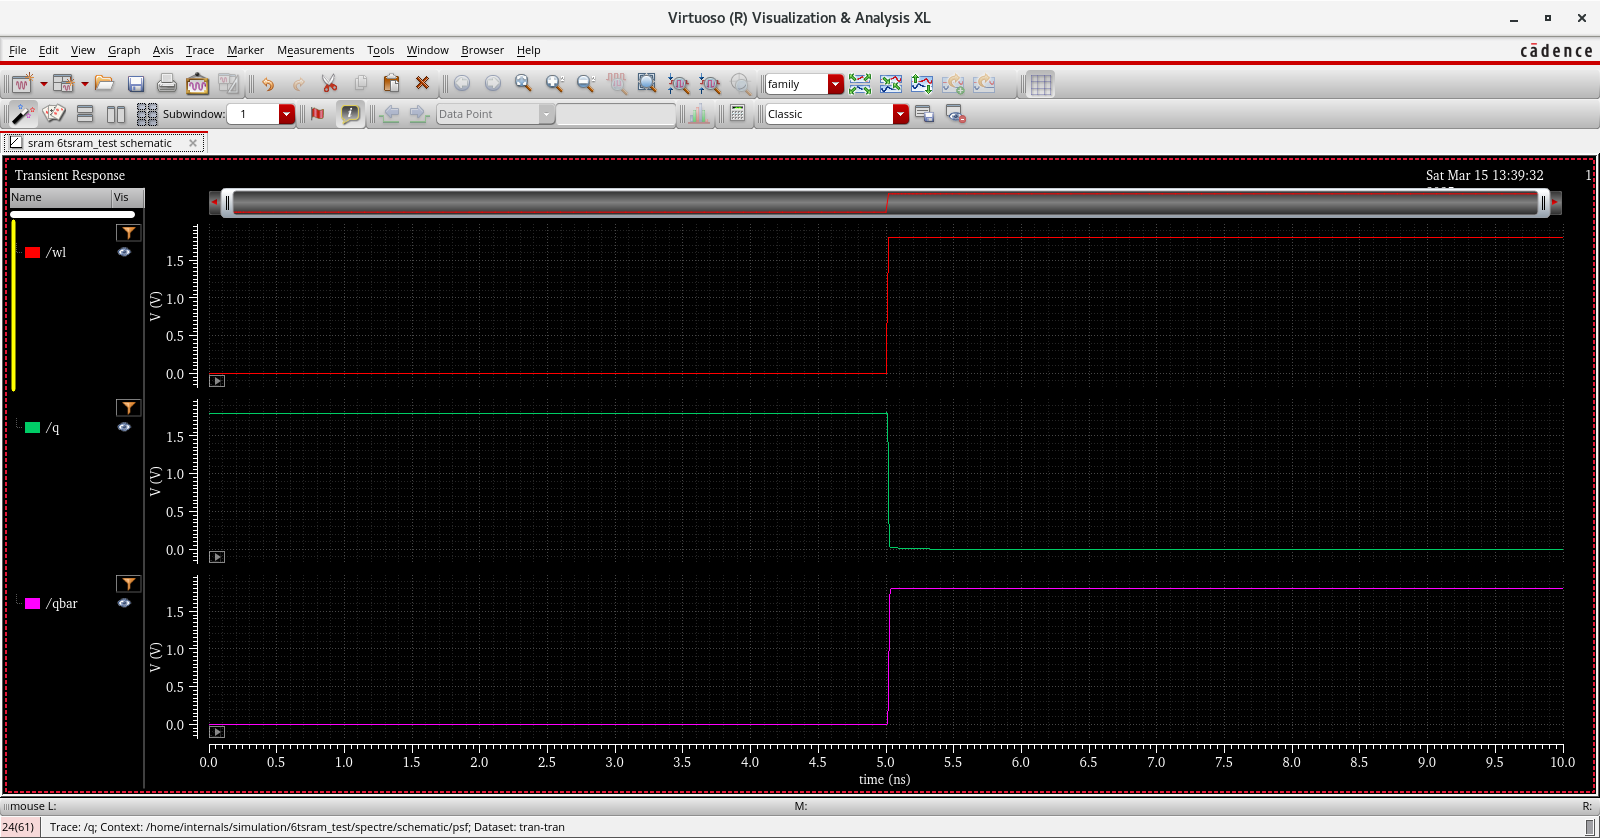 Virtuoso (R) Visualization & Analysis XL
File Edit View Graph Axis Trace Marker Measurements Tools Window Browser Help
cādence
family
Subwindow: 1
Data Point
Classic
sram 6tsram_test schematic
Transient Response
Sat Mar 15 13:39:32
1
Name Vis
/wl
V (V)
1.5
1.0
0.5
0.0
/q
V (V)
1.5
1.0
0.5
0.0
/qbar
V (V)
1.5
1.0
0.5
0.0
0.0 0.5 1.0 1.5 2.0 2.5 3.0 3.5 4.0 4.5 5.0 5.5 6.0 6.5 7.0 7.5 8.0 8.5 9.0 9.5 10.0
time (ns)
mouse L: M: R:
24(61) Trace: /q; Context: /home/internals/simulation/6tsram_test/spectre/schematic/psf; Dataset: tran-tran